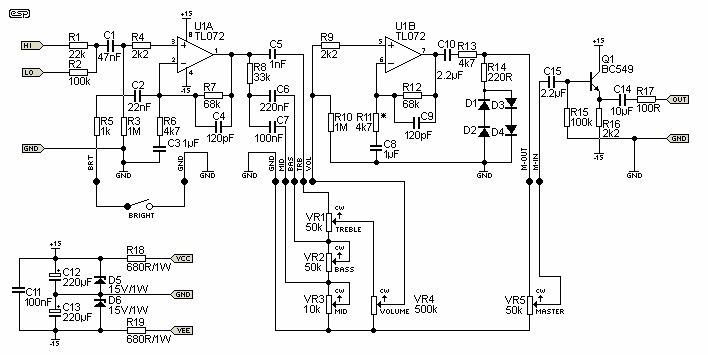 ESP
+15
U1A
TL072
U1B
TL072
HI
R1
22k
C1
47nF
R4
2k2
3
8
2
4
1
-15
C5
1nF
R9
2k2
5
6
7
C10
2.2µF
R13
4k7
LO
R2
100k
R8
33k
R14
220R
C15
2.2µF
Q1
BC549
C2
22nF
R7
68k
C4
120pF
C6
220nF
C7
100nF
R12
68k
C9
120pF
D1
D3
D2
D4
C14
10µF
R17
100R
OUT
R5
1k
R3
1M
R6
4k7
C3 1µF
R10
1M
R11
4k7
*
C8
1µF
R15
100k
R16
2k2
-15
GND
GND
BRT
GND
GND
GND
GND
GND
MID
BAS
TRB
VOL
GND
GND
M-OUT
M-IN
GND
BRIGHT
VR1
50k
CW
TREBLE
VR2
50k
CW
BASS
VR3
10k
CW
MID
CW
VOLUME
VR4
500k
VR5
50k
CW
MASTER
+15
R18
680R/1W
VCC
C11
100nF
C12
220µF
D5
15V/1W
D6
15V/1W
GND
C13
220µF
R19
680R/1W
VEE
-15